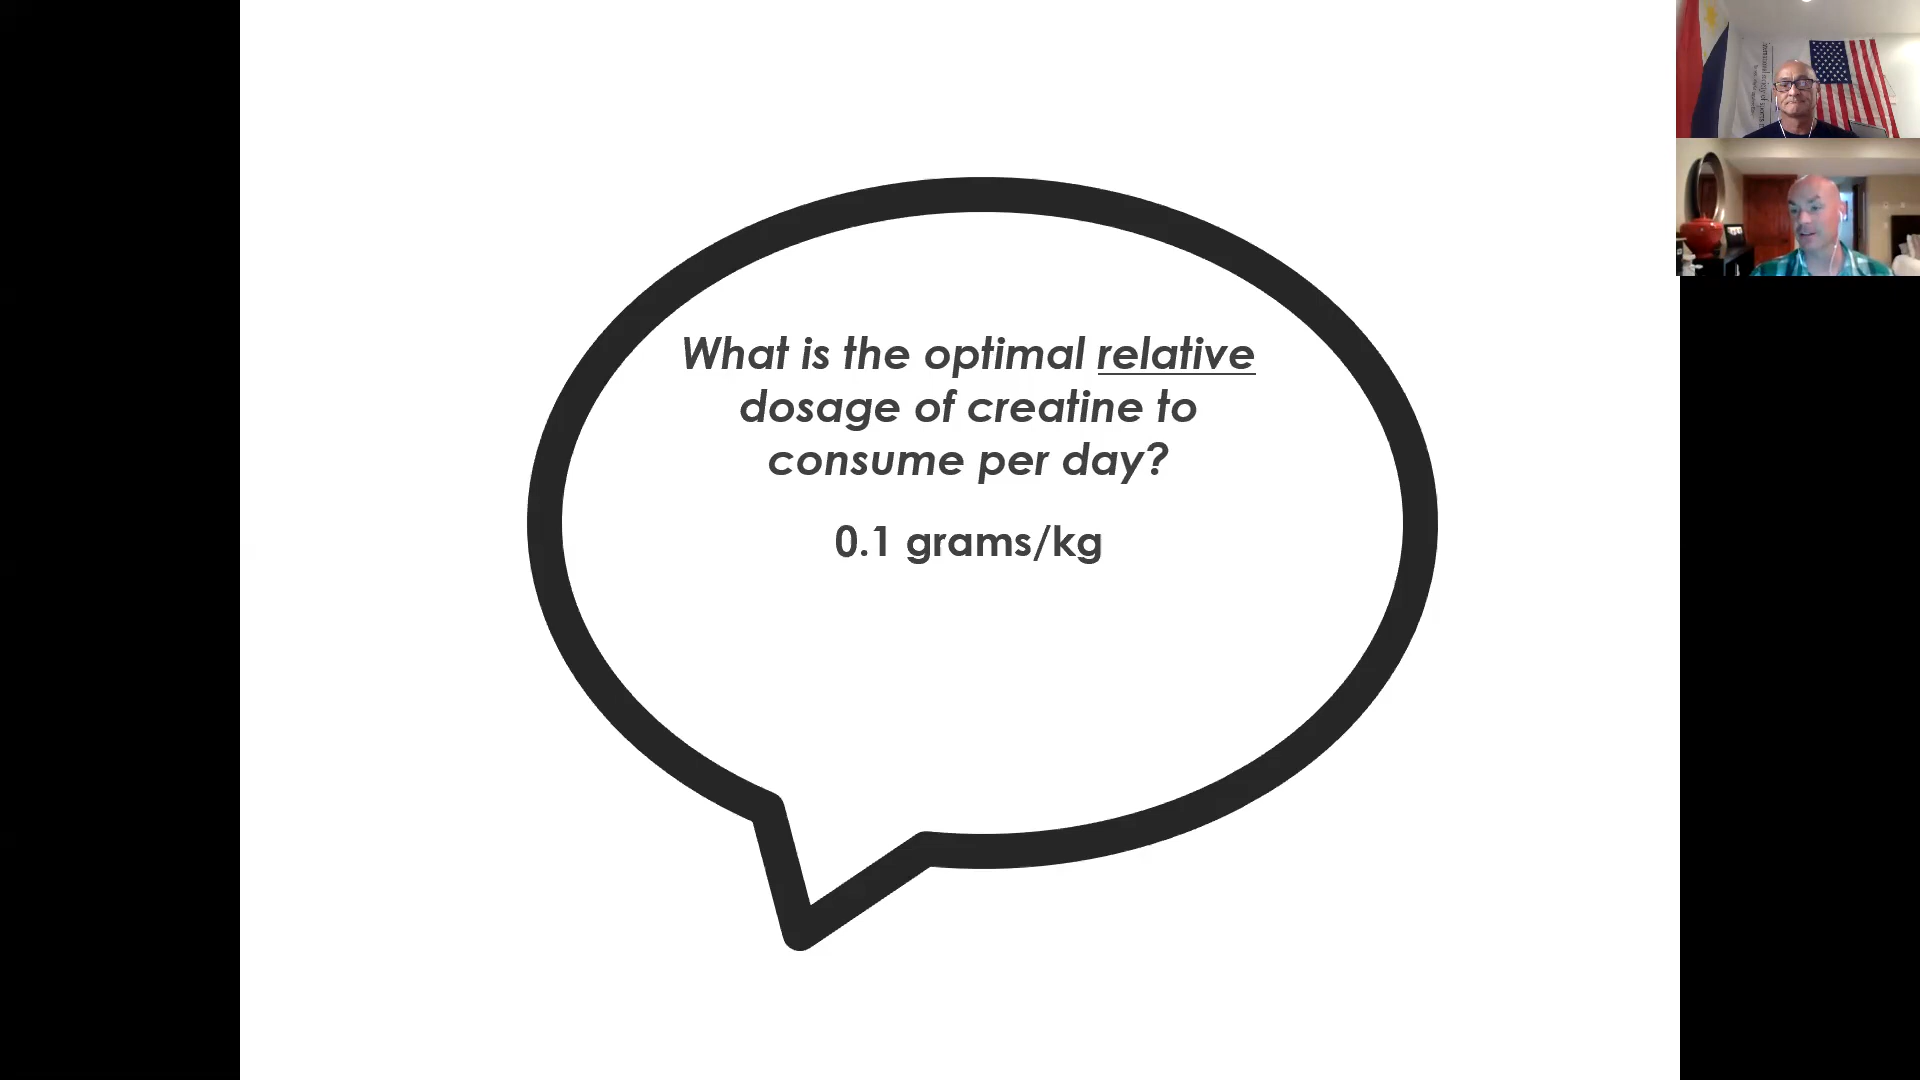 What is the optimal relative
dosage of creatine to
consume per day?
0.1 grams/kg